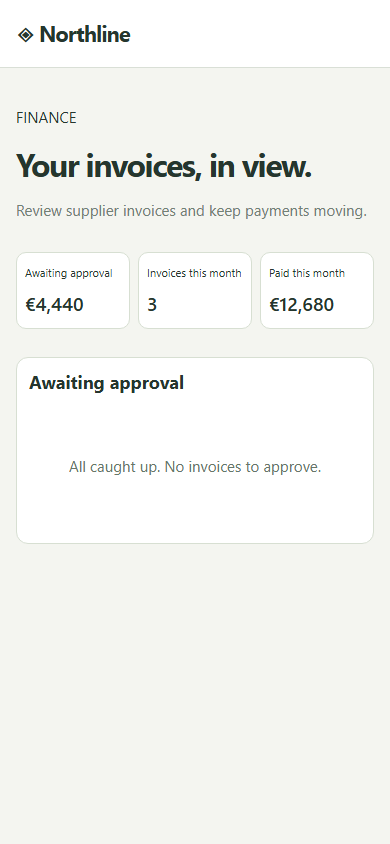 Northline
FINANCE
Your invoices, in view.
Review supplier invoices and keep payments moving.
Awaiting approval
€4,440
Invoices this month
3
Paid this month
€12,680
Awaiting approval
All caught up. No invoices to approve.